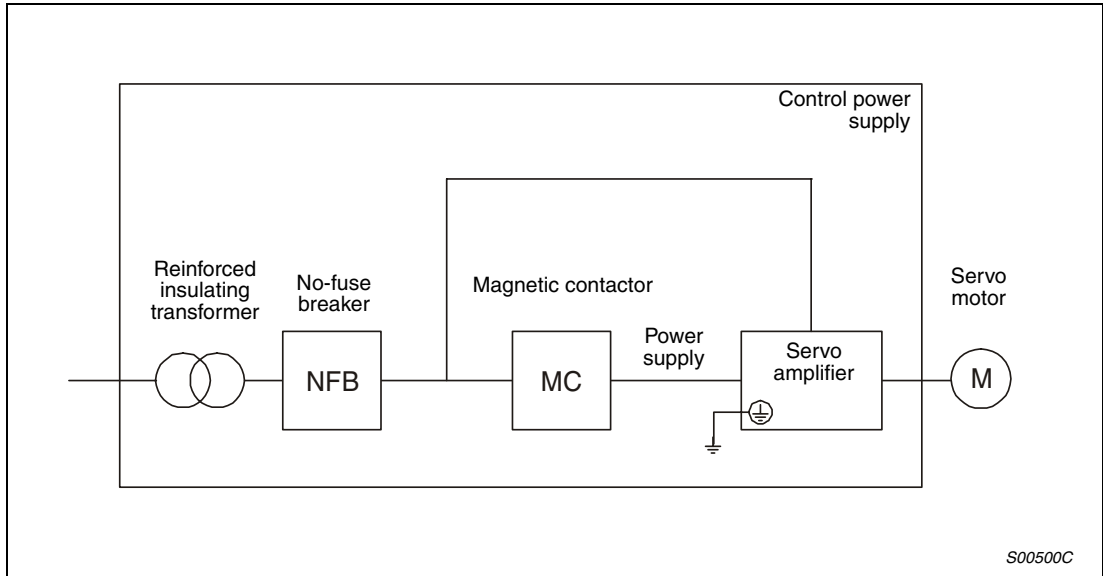 Control power
supply
Reinforced
insulating
transformer
No-fuse
breaker
Magnetic contactor
Power
supply
Servo
amplifier
Servo
motor
NFB
MC
M
S00500C